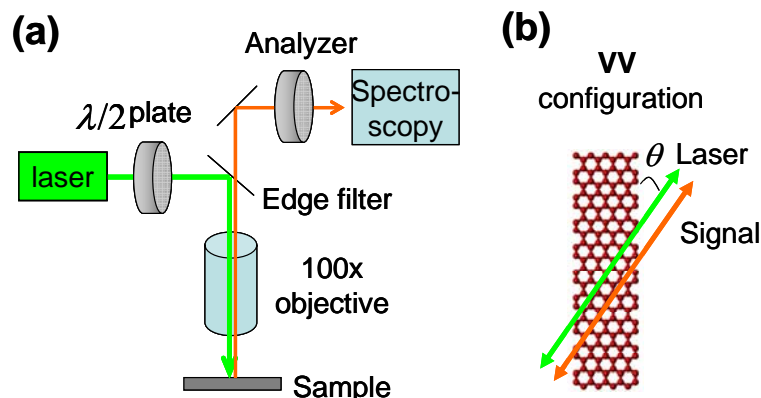 (a)
Analyzer
Spectro-
scopy
λ/2 plate
laser
Edge filter
100x
objective
Sample
(b)
VV
configuration
θ Laser
Signal